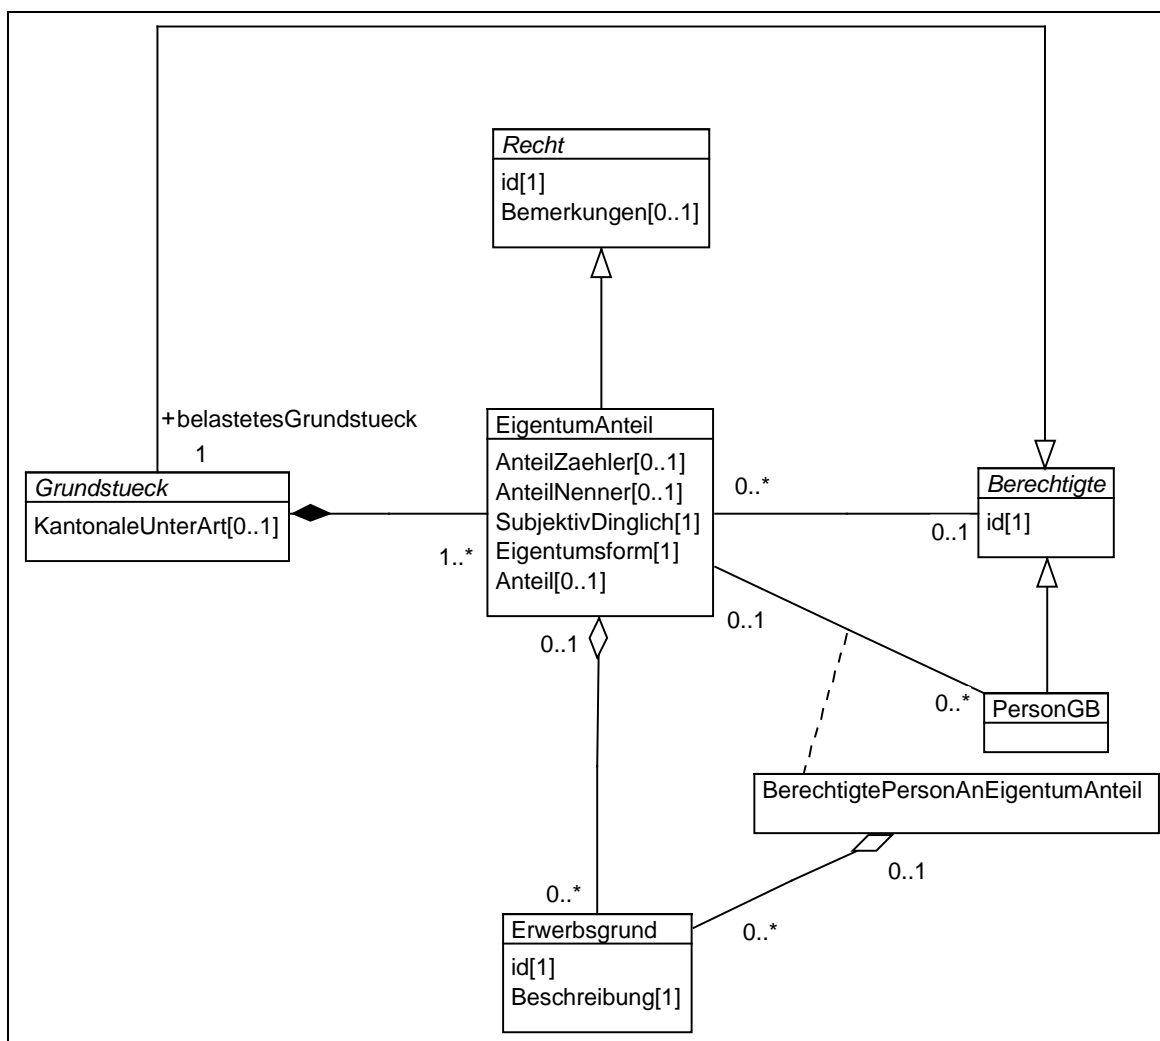 Recht
id[1]
Bemerkungen[0..1]
+belastetesGrundstueck
1
EigentumAnteil
AnteilZaehler[0..1]
AnteilNenner[0..1]
SubjektivDinglich[1]
Eigentumsform[1]
Anteil[0..1]
Grundstueck
KantonaleUnterArt[0..1]
1..*
0..*
0..1
Berechtigte
id[1]
0..1
0..1
0..*
PersonGB
BerechtigtePersonAnEigentumAnteil
0..1
0..*
0..*
Erwerbsgrund
id[1]
Beschreibung[1]